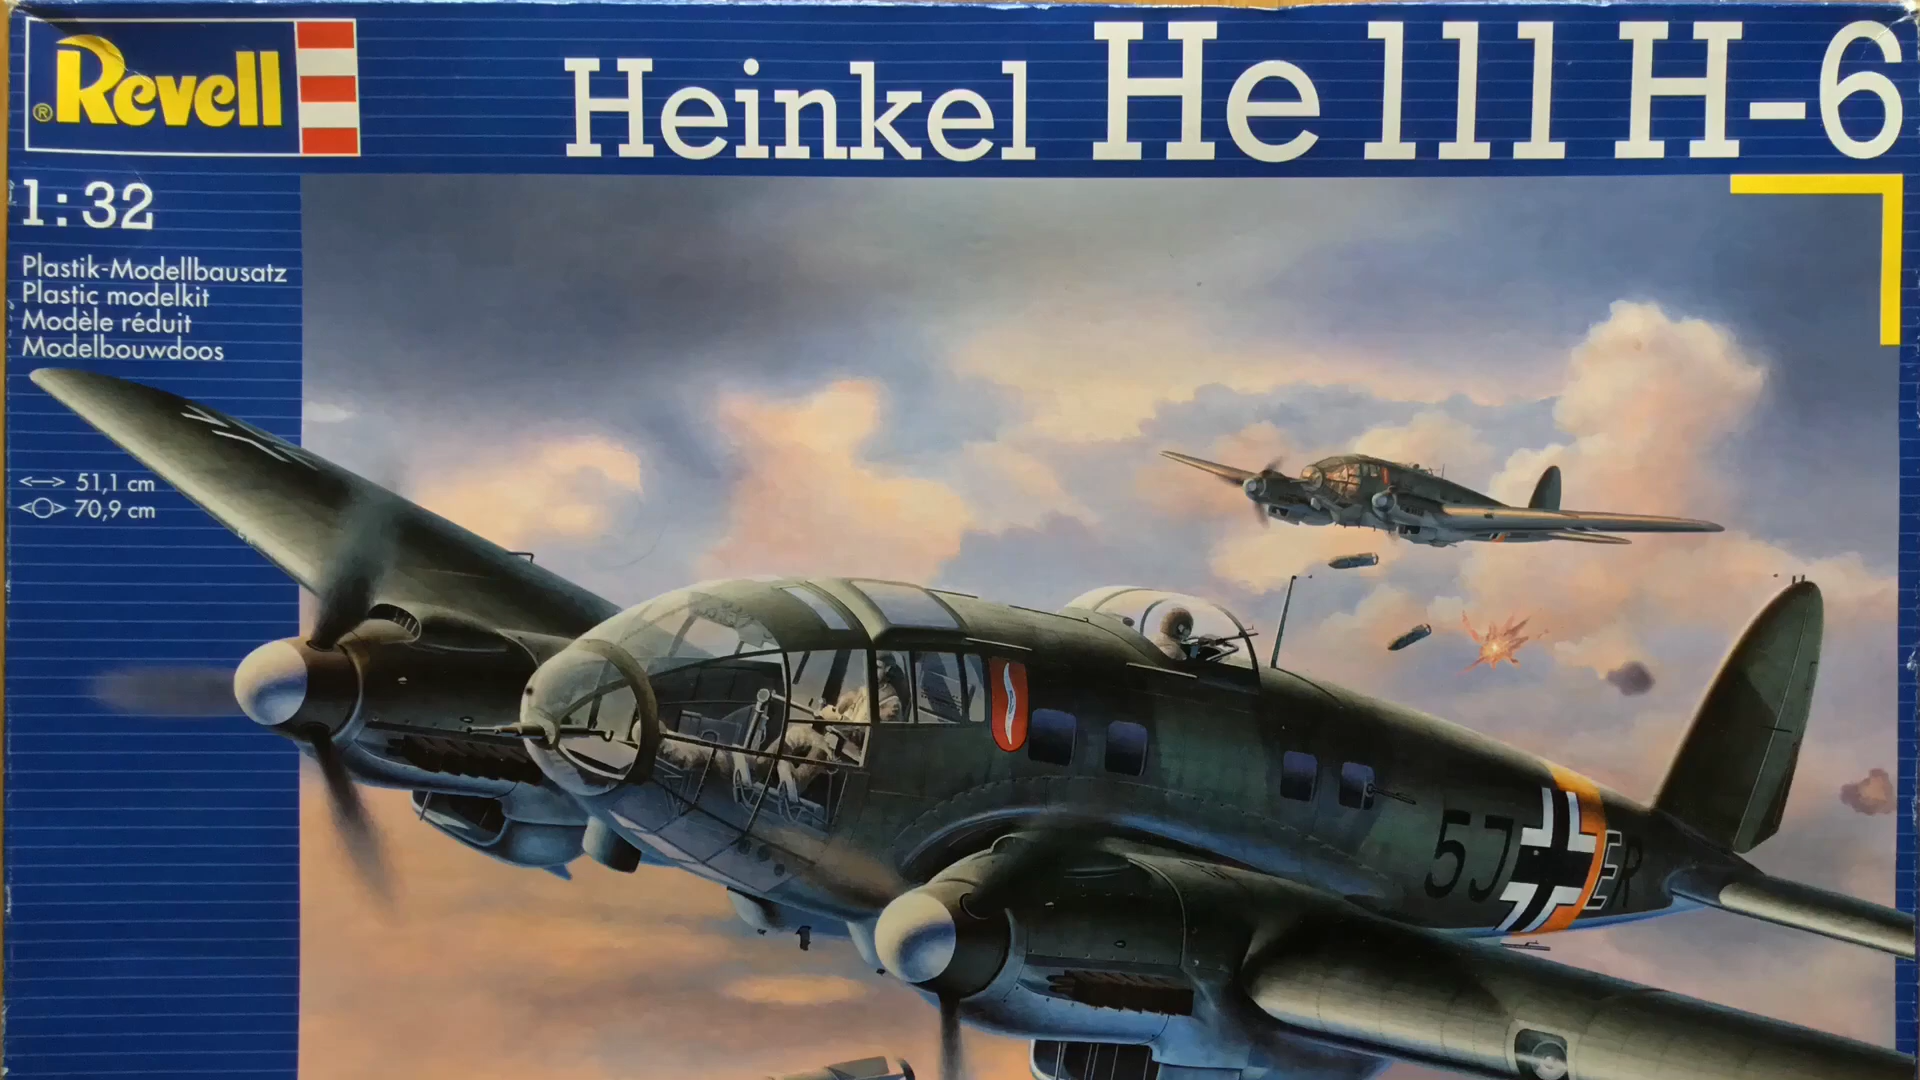 ® Revell
Heinkel He 111 H-6
1:32
Plastik-Modellbausatz
Plastic modelkit
Modèle réduit
Modelbouwdoos
51,1 cm
70,9 cm
5J ER